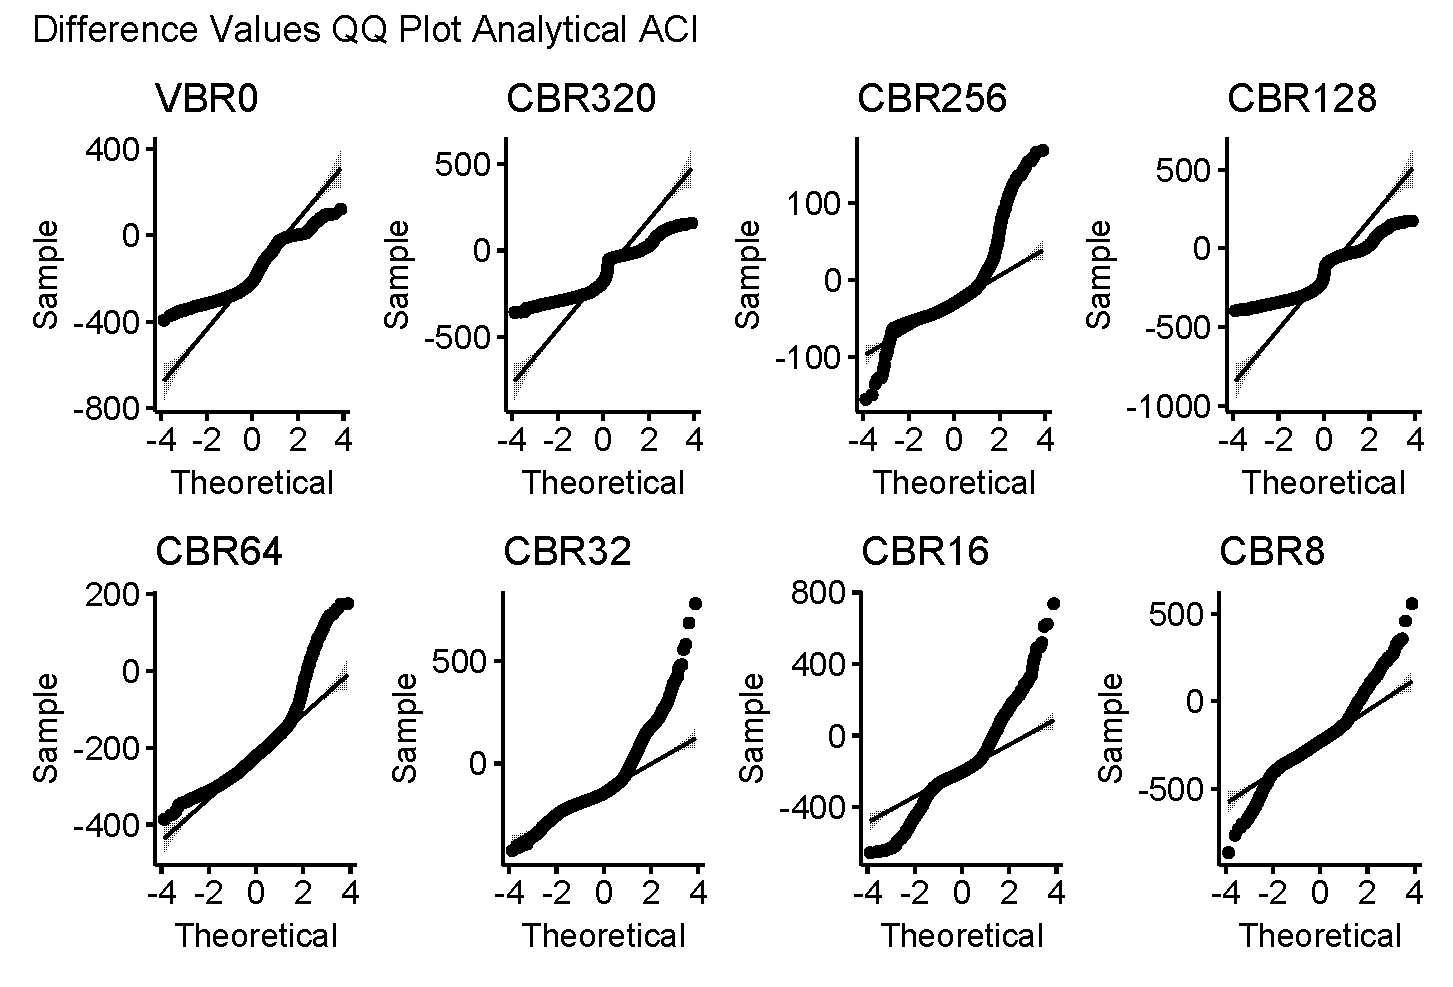 Difference Values QQ Plot Analytical ACI
VBR0 CBR320 CBR256 CBR128
Sample
400
0
-400
-800
-4 -2 0 2 4
Theoretical
Sample
500
0
-500
-4 -2 0 2 4
Theoretical
Sample
100
0
-100
-4 -2 0 2 4
Theoretical
Sample
500
0
-500
-1000
-4 -2 0 2 4
Theoretical
CBR64 CBR32 CBR16 CBR8
Sample
200
0
-200
-400
-4 -2 0 2 4
Theoretical
Sample
500
0
-4 -2 0 2 4
Theoretical
Sample
800
400
0
-400
-4 -2 0 2 4
Theoretical
Sample
500
0
-500
-4 -2 0 2 4
Theoretical